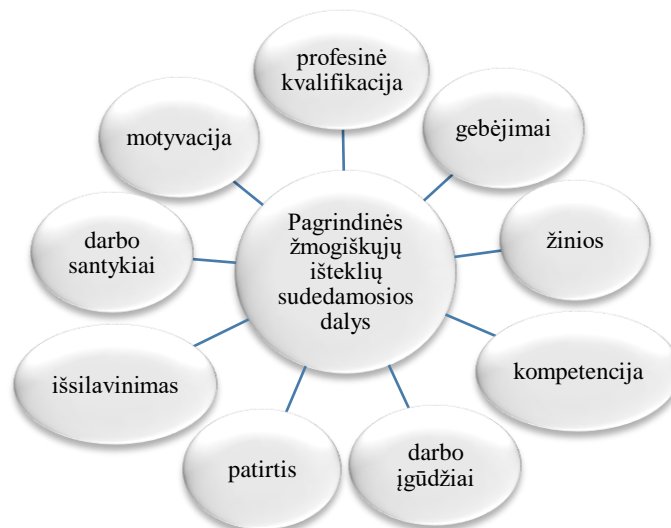 profesinė
kvalifikacija
gebėjimai
žinios
kompetencija
darbo
įgūdžiai
patirtis
išsilavinimas
darbo
santykiai
motyvacija
Pagrindinės
žmogiškųjų
išteklių
sudedamosios
dalys